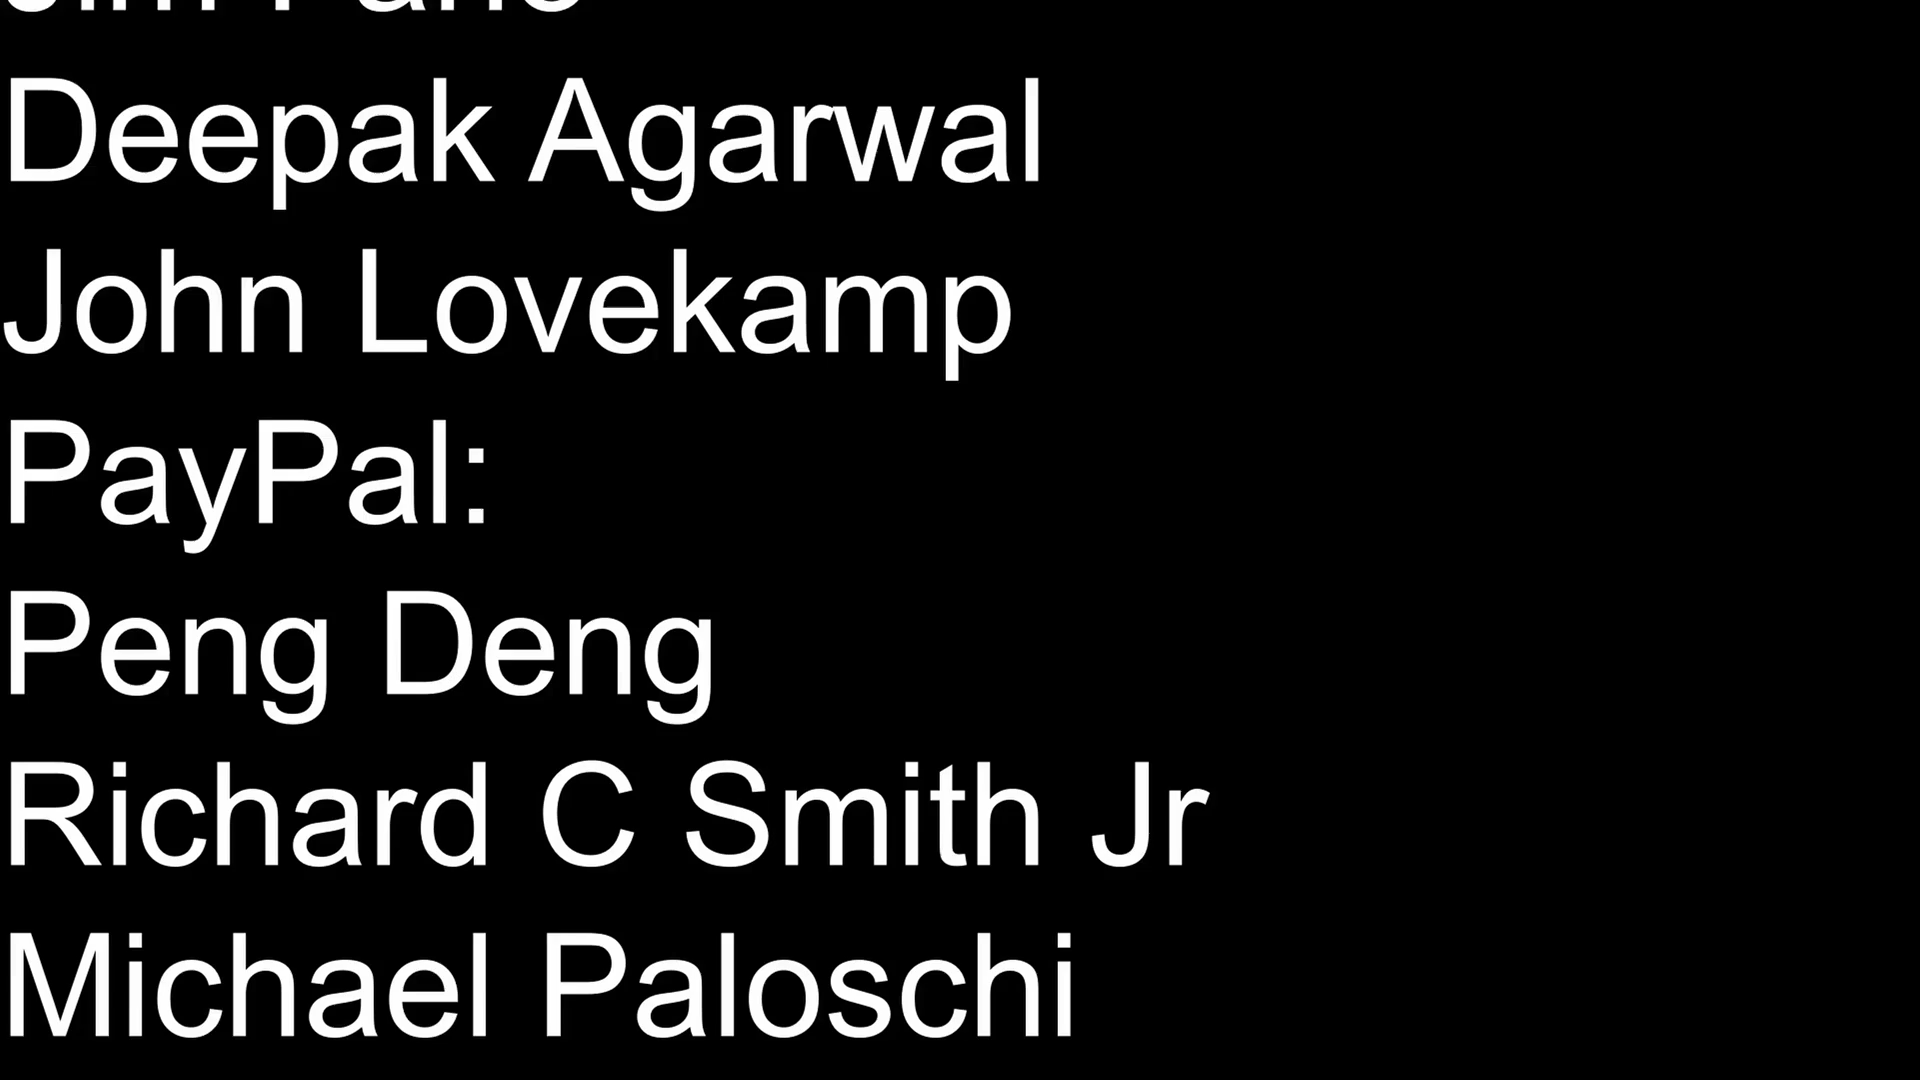 Deepak Agarwal
John Lovekamp
PayPal:
Peng Deng
Richard C Smith Jr
Michael Paloschi